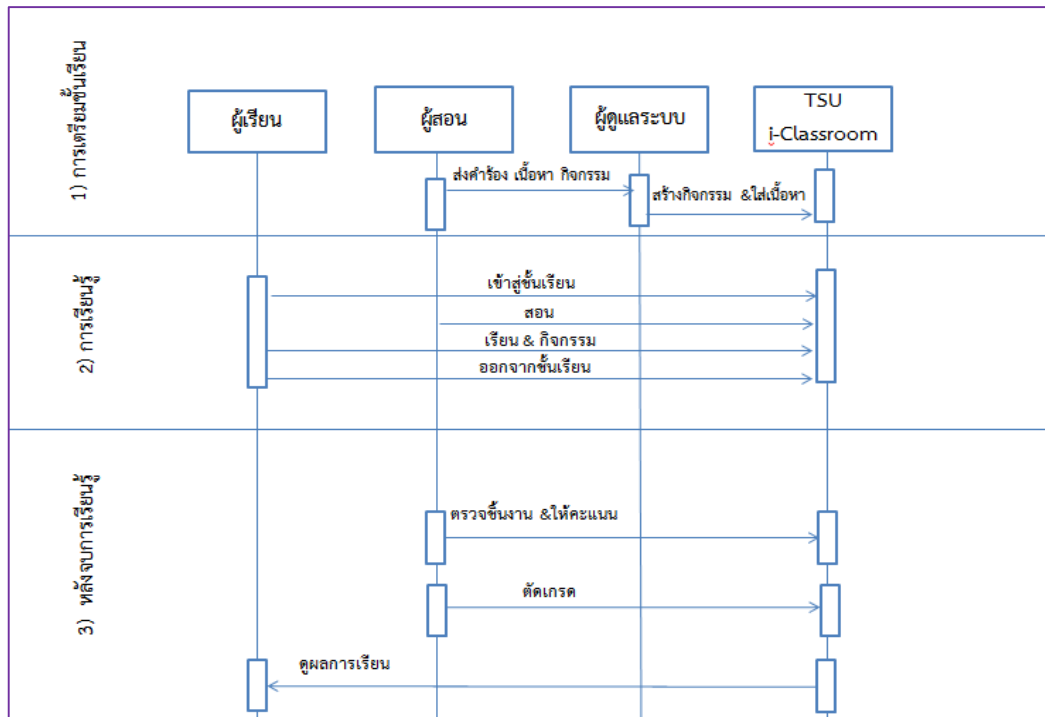 1) การเตรียมชั้นเรียน
ผู้เรียน
ผู้สอน
ผู้ดูแลระบบ
TSU
i-Classroom
ส่งคำร้อง เนื้อหา กิจกรรม
สร้างกิจกรรม &ใส่เนื้อหา
2) การเรียนรู้
เข้าสู่ชั้นเรียน
สอน
เรียน & กิจกรรม
ออกจากชั้นเรียน
3) หลังจบการเรียนรู้
ตรวจชิ้นงาน &ให้คะแนน
ตัดเกรด
ดูผลการเรียน